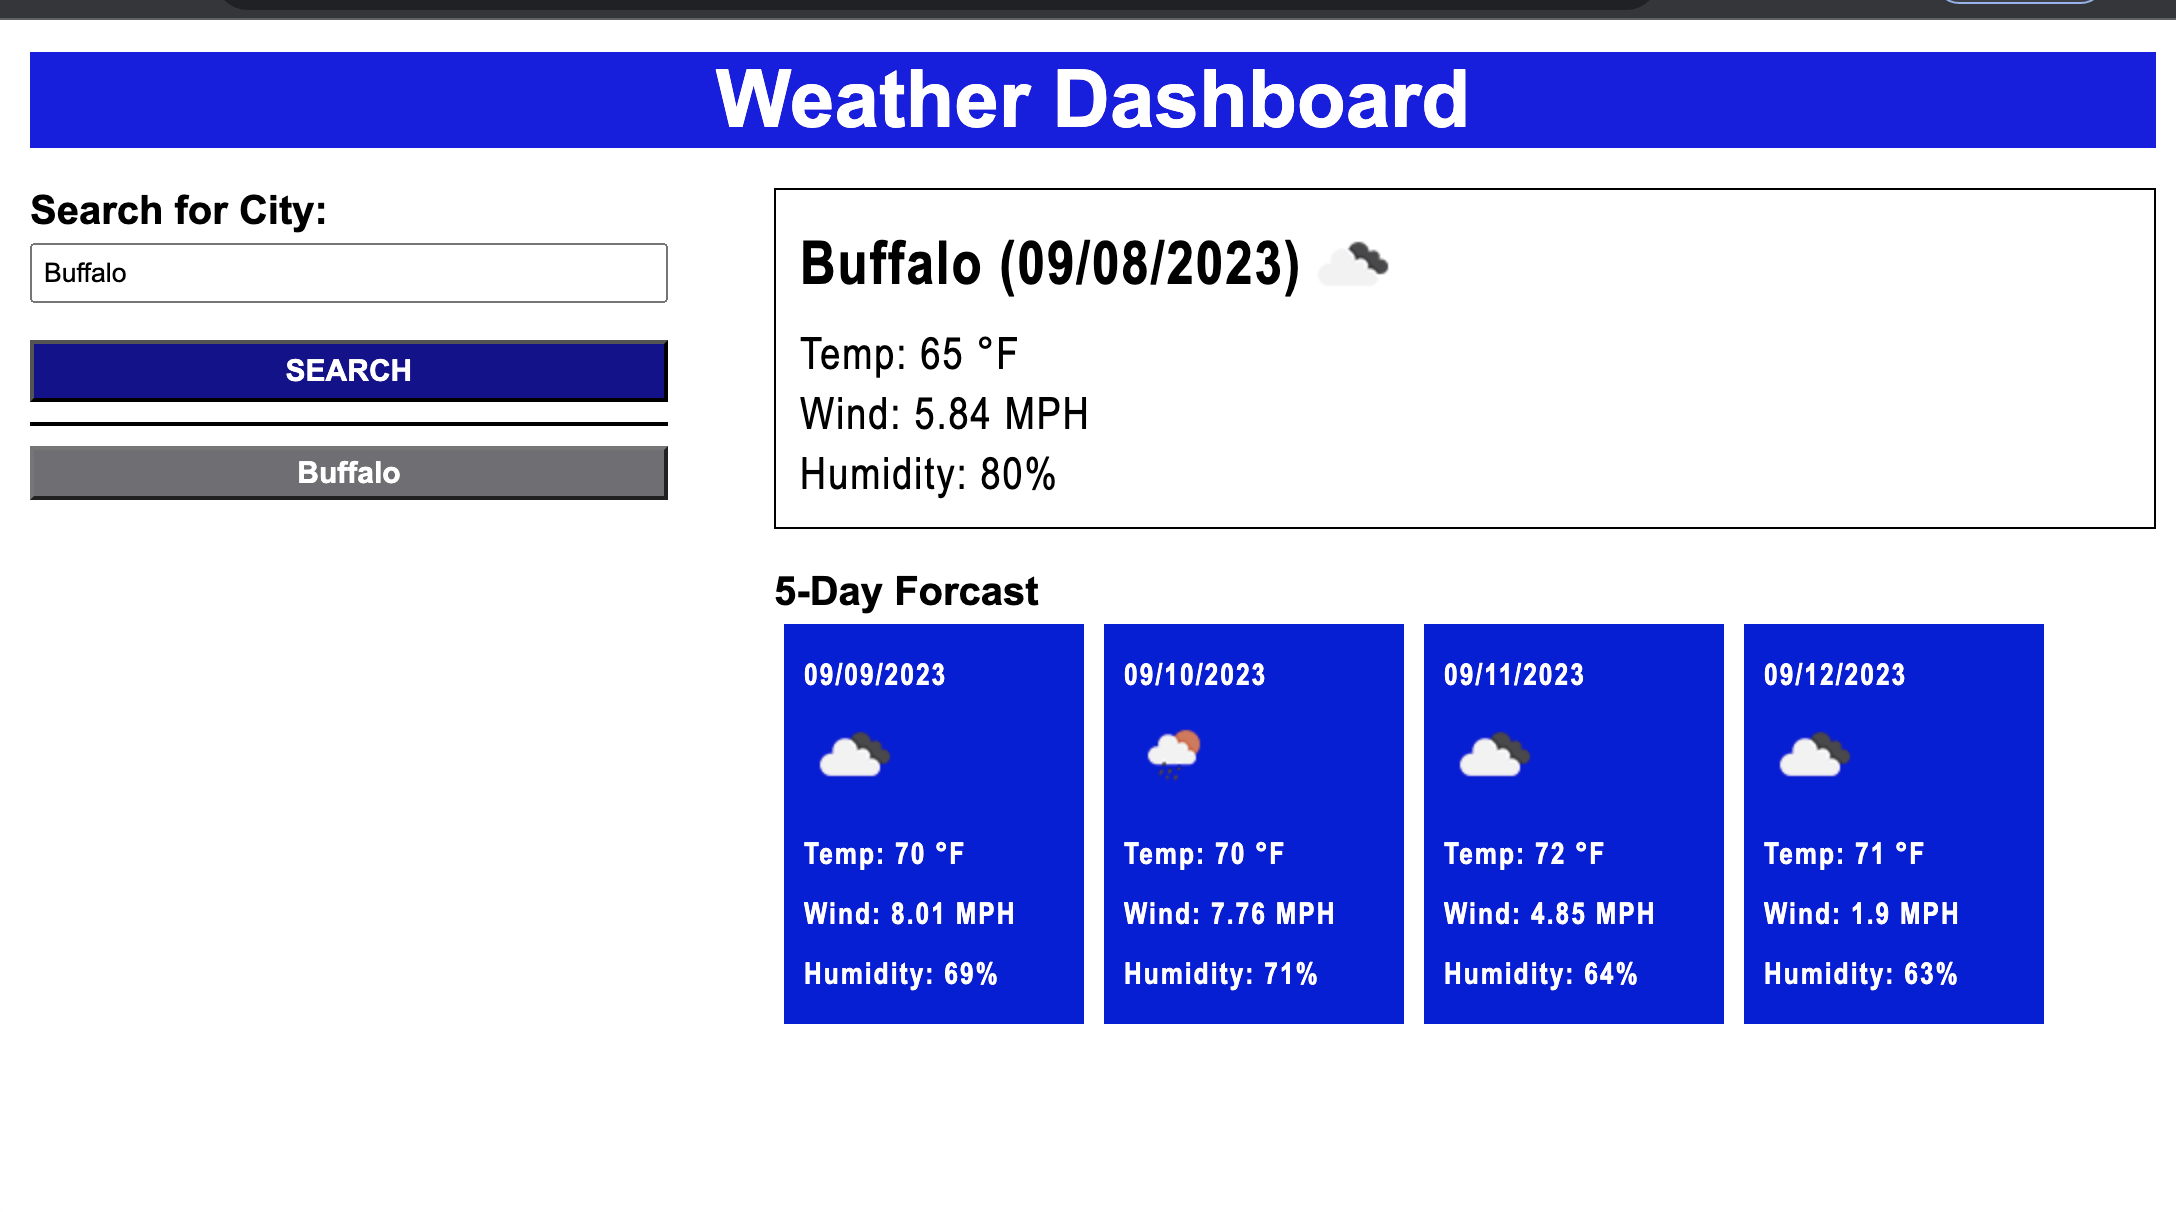 Weather Dashboard
Search for City:
Buffalo
SEARCH
Buffalo
Buffalo (09/08/2023)
Temp: 65 °F
Wind: 5.84 MPH
Humidity: 80%
5-Day Forcast
09/09/2023
Temp: 70 °F
Wind: 8.01 MPH
Humidity: 69%
09/10/2023
Temp: 70 °F
Wind: 7.76 MPH
Humidity: 71%
09/11/2023
Temp: 72 °F
Wind: 4.85 MPH
Humidity: 64%
09/12/2023
Temp: 71 °F
Wind: 1.9 MPH
Humidity: 63%